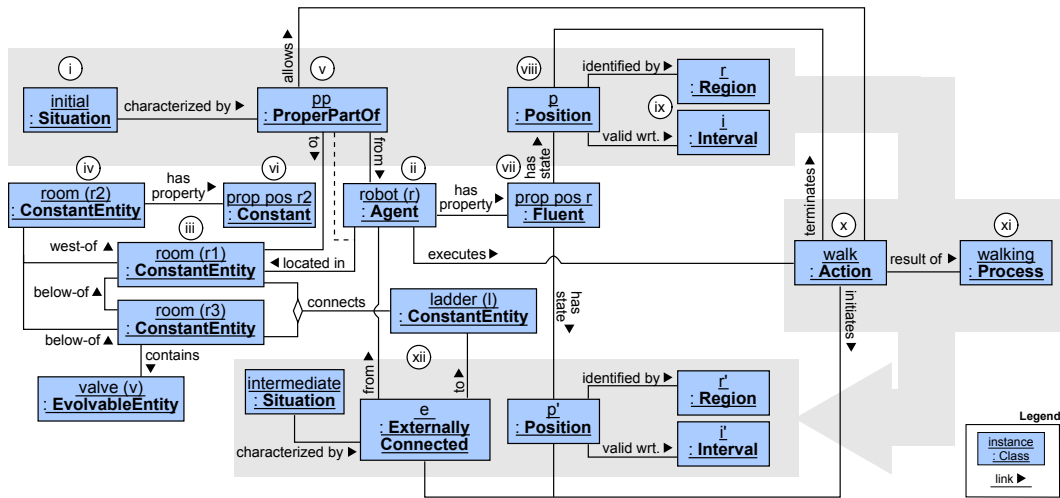 allows ▶
i
v
viii
initial
: Situation
characterized by ▶
pp
: ProperPartOf
p
: Position
identified by ▶
r
: Region
ix
valid wrt. ▶
i
: Interval
to ▶
from ▶
has
state ▶
terminates ▶
iv
vi
ii
vii
room (r2)
: ConstantEntity
has
property ▶
prop pos r2
: Constant
robot (r)
: Agent
has
property ▶
prop pos r
: Fluent
iii
x
xi
west-of ▶
room (r1)
: ConstantEntity
◀ located in
executes ▶
walk
: Action
result of ▶
walking
: Process
below-of ▶
connects
ladder (l)
: ConstantEntity
has
state ▶
initiates ▶
room (r3)
: ConstantEntity
below-of ▶
contains ▶
xii
from ▶
to ▶
valve (v)
: EvolvableEntity
intermediate
: Situation
characterized by ▶
e
: Externally
Connected
p'
: Position
identified by ▶
r'
: Region
valid wrt. ▶
i'
: Interval
Legend
instance
: Class
link ▶